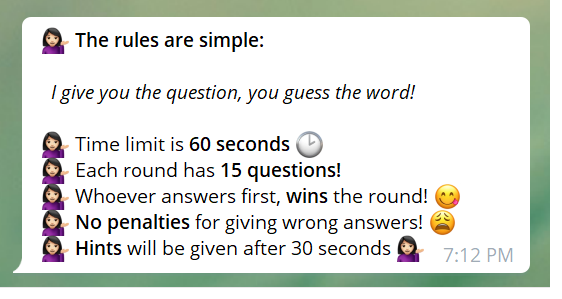 💁🏻‍♀️ The rules are simple:
I give you the question, you guess the word!
💁🏻‍♀️ Time limit is 60 seconds 🕑
💁🏻‍♀️ Each round has 15 questions!
💁🏻‍♀️ Whoever answers first, wins the round! 😋
💁🏻‍♀️ No penalties for giving wrong answers! 😩
💁🏻‍♀️ Hints will be given after 30 seconds 💁🏻‍♀️ 7:12 PM